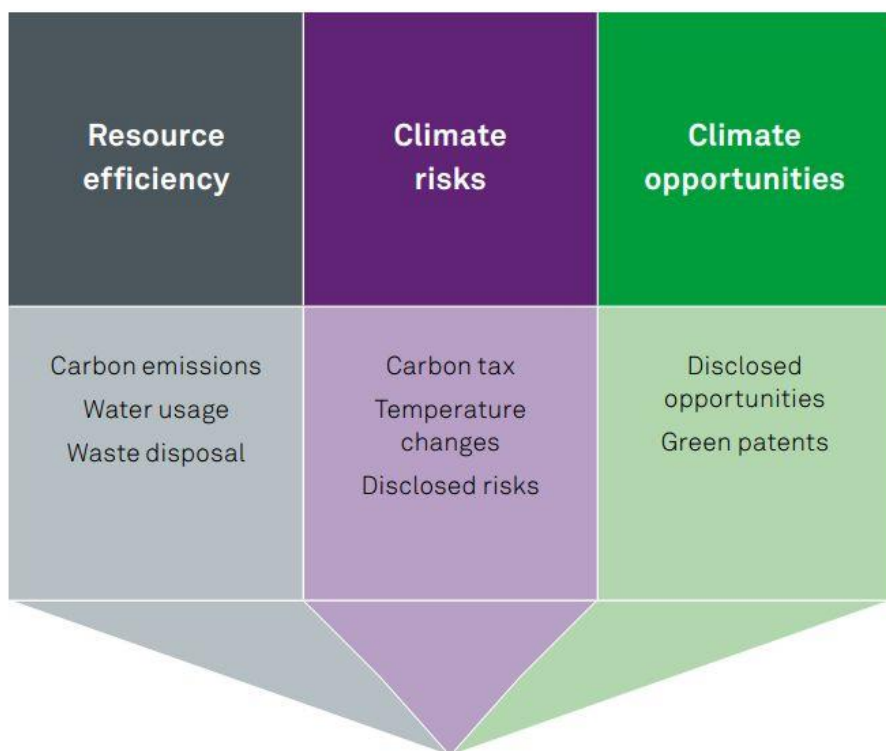 Resource
efficiency
Climate
risks
Climate
opportunities
Carbon emissions
Water usage
Waste disposal
Carbon tax
Temperature
changes
Disclosed risks
Disclosed
opportunities
Green patents